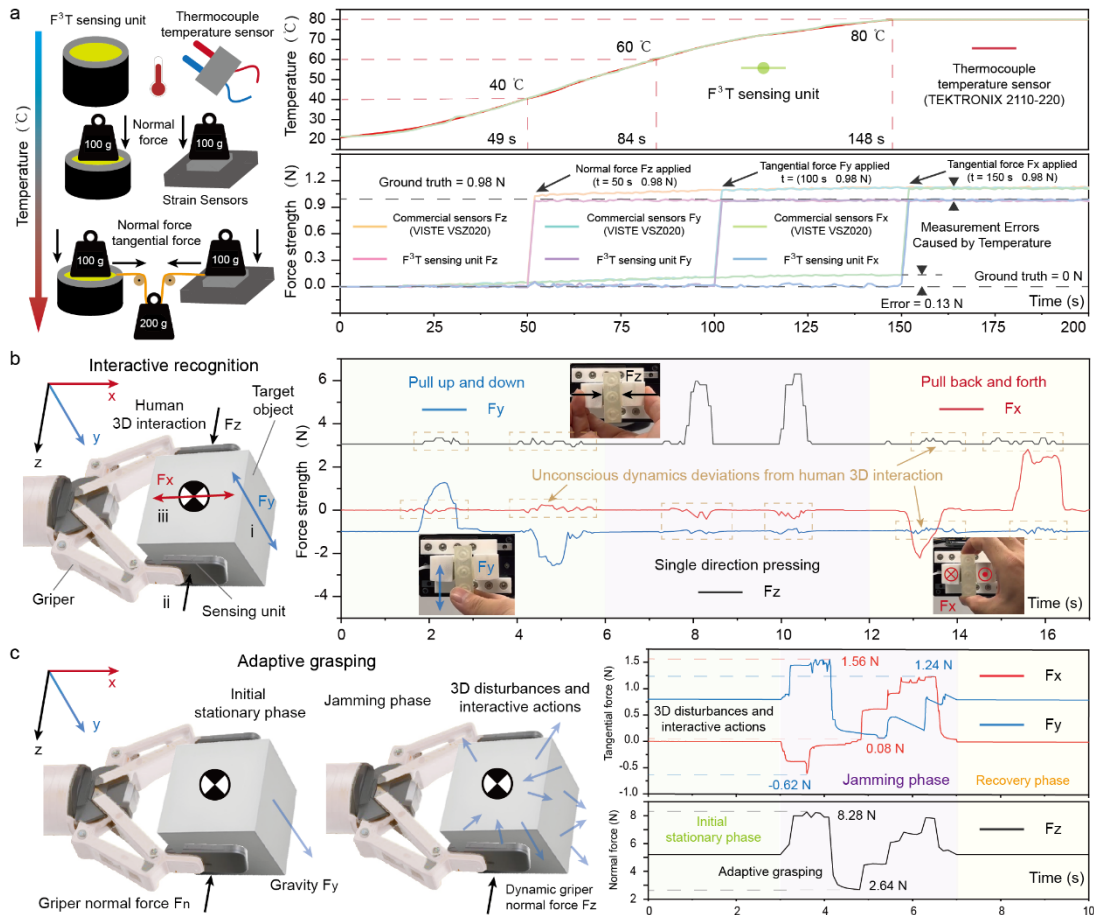 a
F³T sensing unit
Thermocouple
temperature sensor
Temperature (℃)
Normal
force
100 g
100 g
Strain Sensors
Normal force
tangential force
100 g
100 g
200 g
Temperature (℃)
80
70
60
50
40
30
20
40 ℃
60 ℃
80 ℃
F³T sensing unit
Thermocouple
temperature sensor
(TEKTRONIX 2110-220)
49 s
84 s
148 s
Force strength (N)
1.2
0.9
0.6
0.3
0.0
Ground truth = 0.98 N
Normal force Fz applied
(t = 50 s 0.98 N)
Tangential force Fy applied
t = (100 s 0.98 N)
Tangential force Fx applied
(t = 150 s 0.98 N)
Commercial sensors Fz
(VISTE VSZ020)
Commercial sensors Fy
(VISTE VSZ020)
Commercial sensors Fx
(VISTE VSZ020)
Measurement Errors
Caused by Temperature
F³T sensing unit Fz
F³T sensing unit Fy
F³T sensing unit Fx
Ground truth = 0 N
Error = 0.13 N
Time (s)
0 25 50 75 100 125 150 175 200
b
Interactive recognition
x
y
z
Human
3D interaction
Fz
Target
object
Fx
Fy
iii
i
ii
Griper
Sensing unit
Force strength (N)
6
4
2
0
-2
-4
Pull up and down
Fy
Fz
Pull back and forth
Fx
Unconscious dynamics deviations from human 3D interaction
Fy
Single direction pressing
Fz
Fx
Time (s)
0 2 4 6 8 10 12 14 16
c
Adaptive grasping
x
y
z
Initial
stationary phase
Jamming phase
3D disturbances and
interactive actions
Griper normal force Fn
Gravity Fy
Dynamic griper
normal force Fz
Tangential force (N)
1.5
1.0
0.5
0.0
-0.5
-1.0
1.56 N
1.24 N
Fx
3D disturbances and
interactive actions
Fy
0.08 N
-0.62 N
Jamming phase
Recovery phase
Normal force (N)
8
6
4
2
0
Initial
stationary phase
8.28 N
Fz
Adaptive grasping
2.64 N
Time (s)
0 2 4 6 8 10